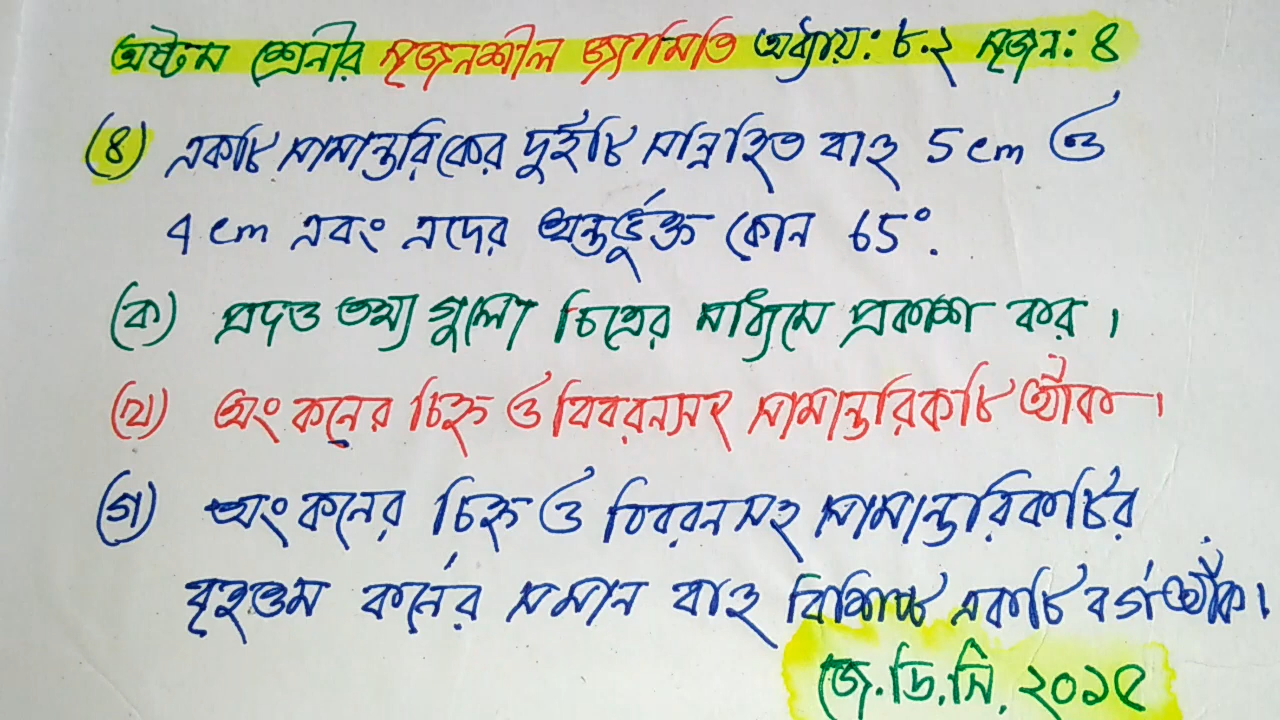 অষ্টম শ্রেনীর সৃজনশীল জ্যামিতি অধ্যায়: ৮.২ সৃজন: ৪
(৪) একটি সামান্তরিকের দুইটি সন্নিহিত বাহু 5 cm ও
4 cm এবং এদের অন্তর্ভুক্ত কোন 65°.
(ক) প্রদত্ত তথ্য গুলো চিত্রের মাধ্যমে প্রকাশ কর।
(খ) অংকনের চিহ্ন ও বিবরনসহ সামান্তরিকটি আঁক।
(গ) অংকনের চিহ্ন ও বিবরনসহ সামান্তরিকটির
বৃহত্তম কর্নের সমান বাহু বিশিষ্ট একটি বর্গ আঁক।
জে.ডি.সি, ২০১৫